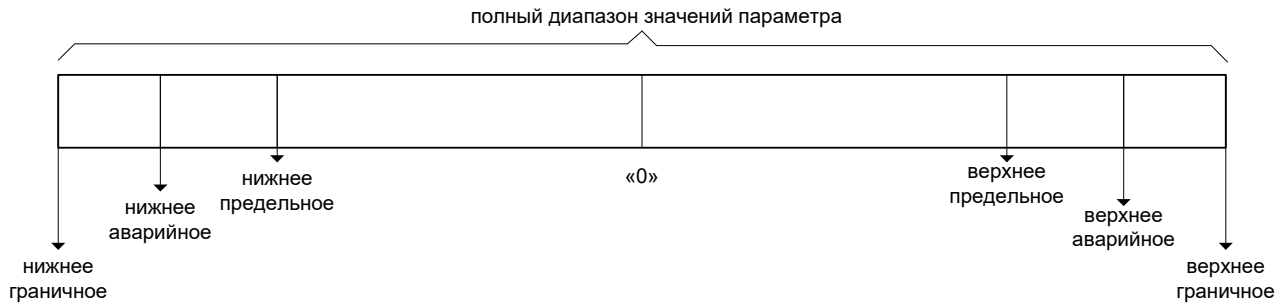 полный диапазон значений параметра
нижнее
граничное
нижнее
аварийное
нижнее
предельное
«0»
верхнее
предельное
верхнее
аварийное
верхнее
граничное